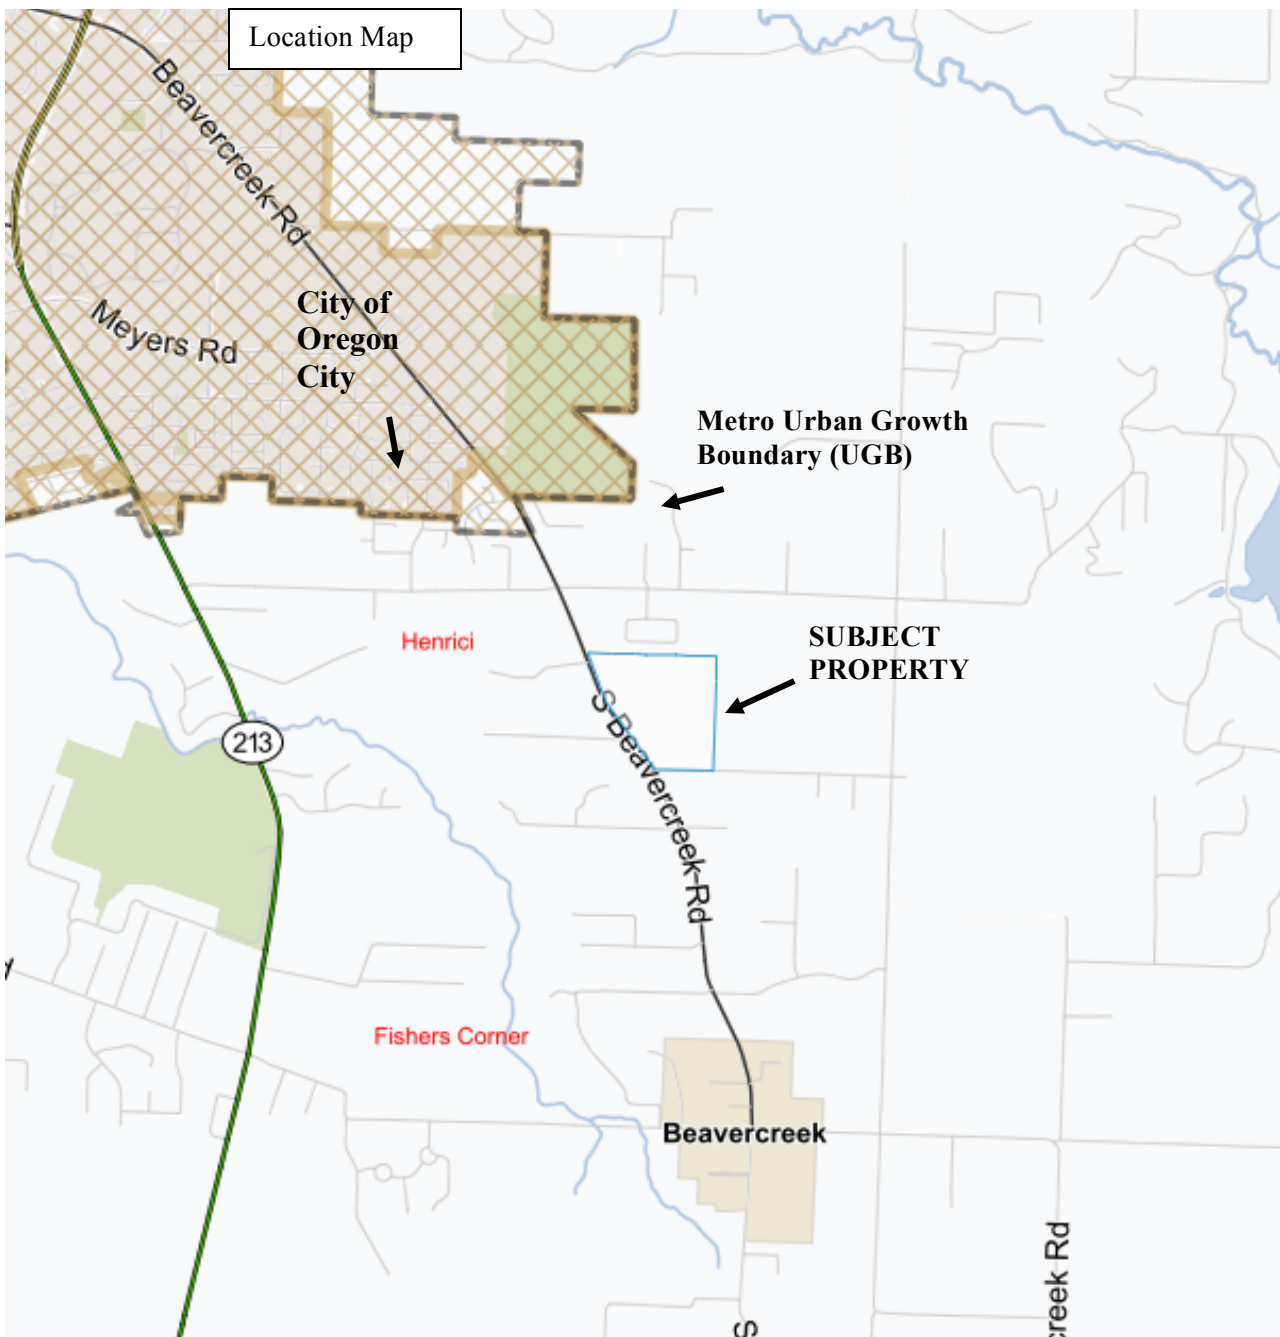 Location Map
Beavercreek Rd
Meyers Rd
City of
Oregon
City
Metro Urban Growth
Boundary (UGB)
Henrici
SUBJECT
PROPERTY
213
S Beavercreek Rd
Fishers Corner
Beavercreek
creek Rd
S